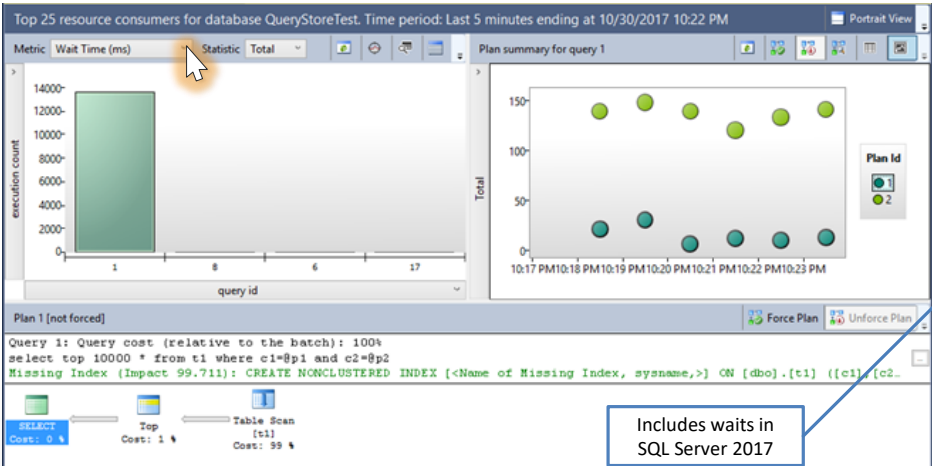 Top 25 resource consumers for database QueryStoreTest. Time period: Last 5 minutes ending at 10/30/2017 10:22 PM
Portrait View
Metric Wait Time (ms) Statistic Total
Plan summary for query 1
14000
12000
10000
8000
6000
4000
2000
0
execution count
1 8 6 17
query id
150
100
50
0
Total
10:17 PM 10:18 PM 10:19 PM 10:20 PM 10:21 PM 10:22 PM 10:23 PM
Plan Id
1
2
Plan 1 [not forced]
Force Plan
Unforce Plan
Query 1: Query cost (relative to the batch): 100%
select top 10000 * from t1 where c1=@p1 and c2=@p2
Missing Index (Impact 99.711): CREATE NONCLUSTERED INDEX [<Name of Missing Index, sysname,>] ON [dbo].[t1] ([c1],[c2…
SELECT
Cost: 0 %
Top
Cost: 1 %
Table Scan
[t1]
Cost: 99 %
Includes waits in
SQL Server 2017